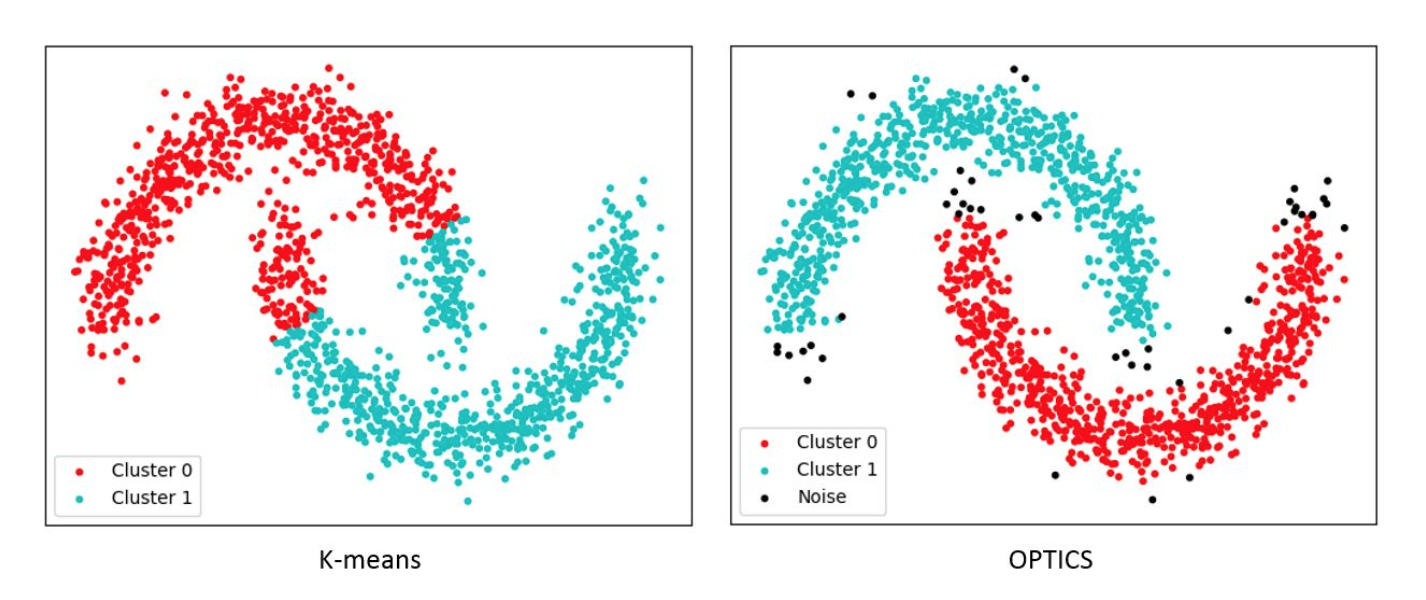 Cluster 0
Cluster 1
K-means
Cluster 0
Cluster 1
Noise
OPTICS